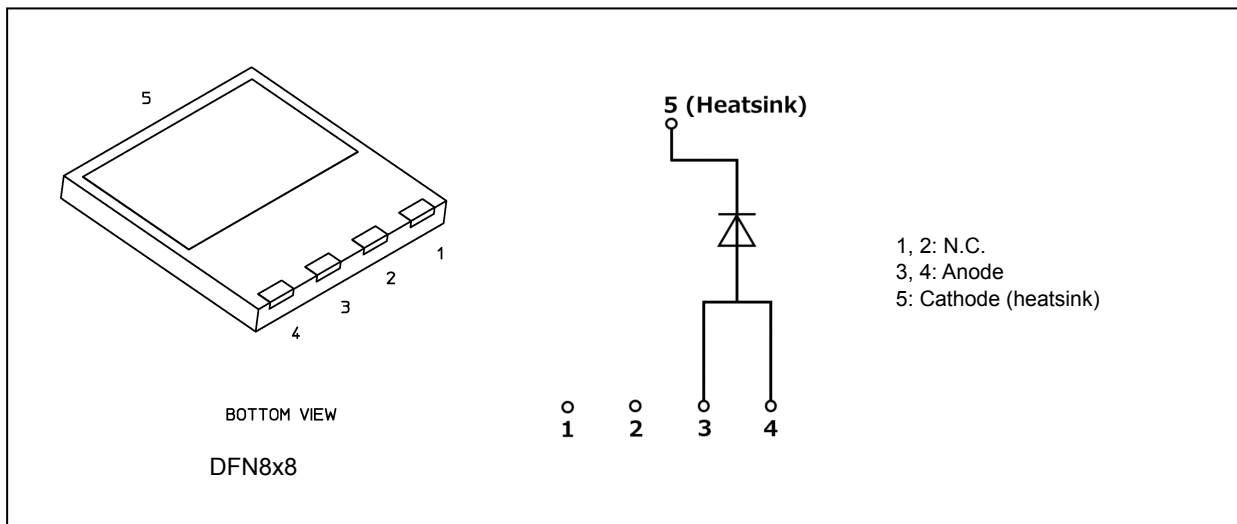 5
1
2
3
4
BOTTOM VIEW
DFN8x8
5 (Heatsink)
1
2
3
4
1, 2: N.C.
3, 4: Anode
5: Cathode (heatsink)